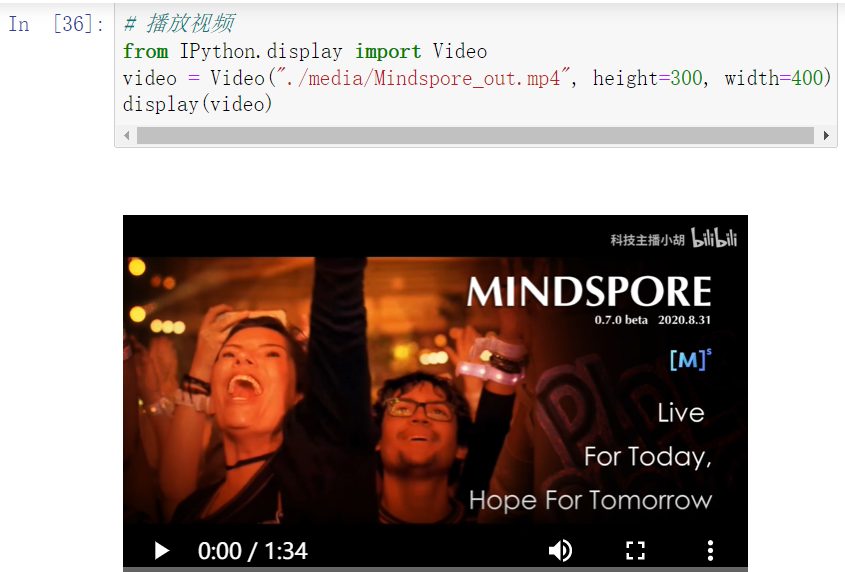 In [36]:
# 播放视频
from IPython.display import Video
video = Video("./media/Mindspore_out.mp4", height=300, width=400)
display(video)
科技主播小胡 bilibili
MINDSPORE
0.7.0 beta 2020.8.31
[M]s
Live
For Today,
Hope For Tomorrow
0:00 / 1:34